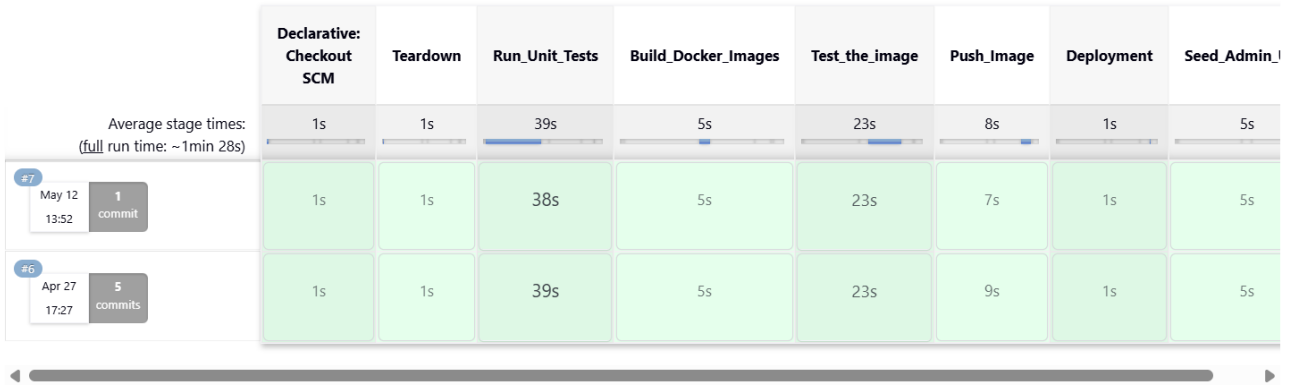 Declarative: Checkout SCM Teardown Run_Unit_Tests Build_Docker_Images Test_the_image Push_Image Deployment Seed_Admin_
Average stage times: 1s 1s 39s 5s 23s 8s 1s 5s
(full run time: ~1min 28s)
#7
May 12 13:52 1 commit 1s 1s 38s 5s 23s 7s 1s 5s
#6
Apr 27 17:27 5 commits 1s 1s 39s 5s 23s 9s 1s 5s